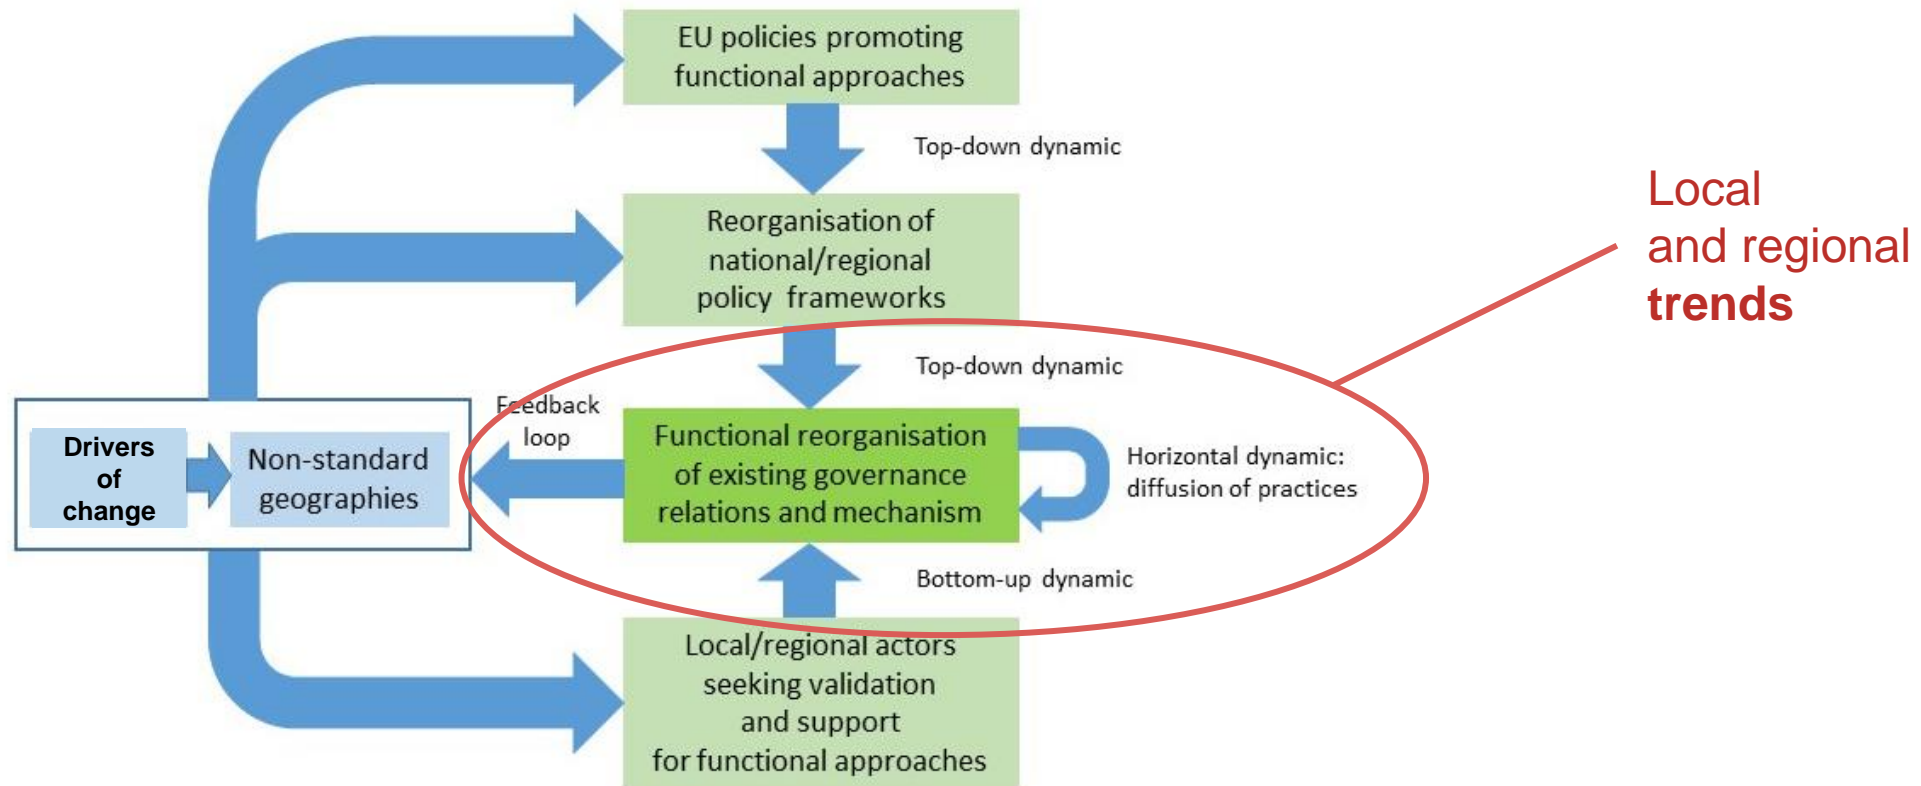 EU policies promoting
functional approaches
Top-down dynamic
Reorganisation of
national/regional
policy frameworks
Local
and regional
trends
Top-down dynamic
Feedback
loop
Drivers
of
change
Non-standard
geographies
Functional reorganisation
of existing governance
relations and mechanism
Horizontal dynamic:
diffusion of practices
Bottom-up dynamic
Local/regional actors
seeking validation
and support
for functional approaches